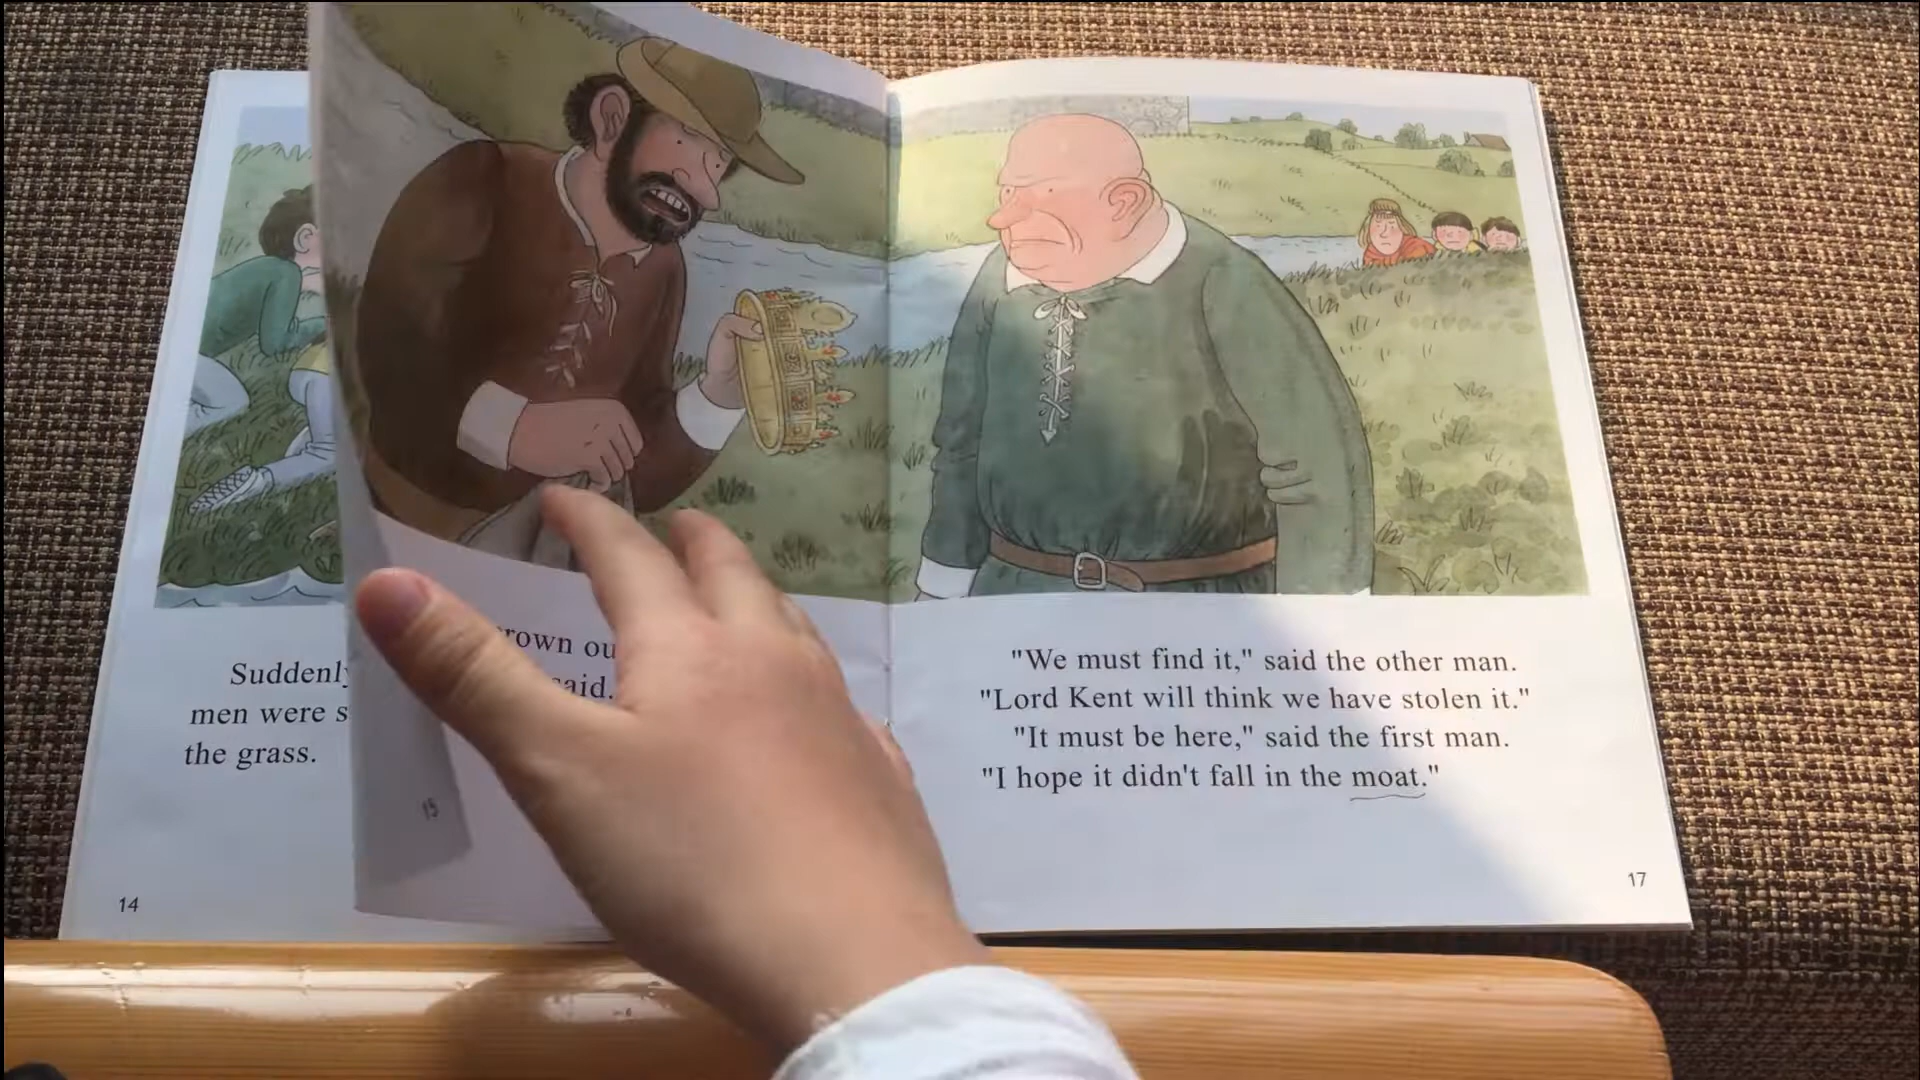 Suddenly
men were s
the grass.
14
rown ou
said.
15
"We must find it," said the other man.
"Lord Kent will think we have stolen it."
"It must be here," said the first man.
"I hope it didn't fall in the moat."
17